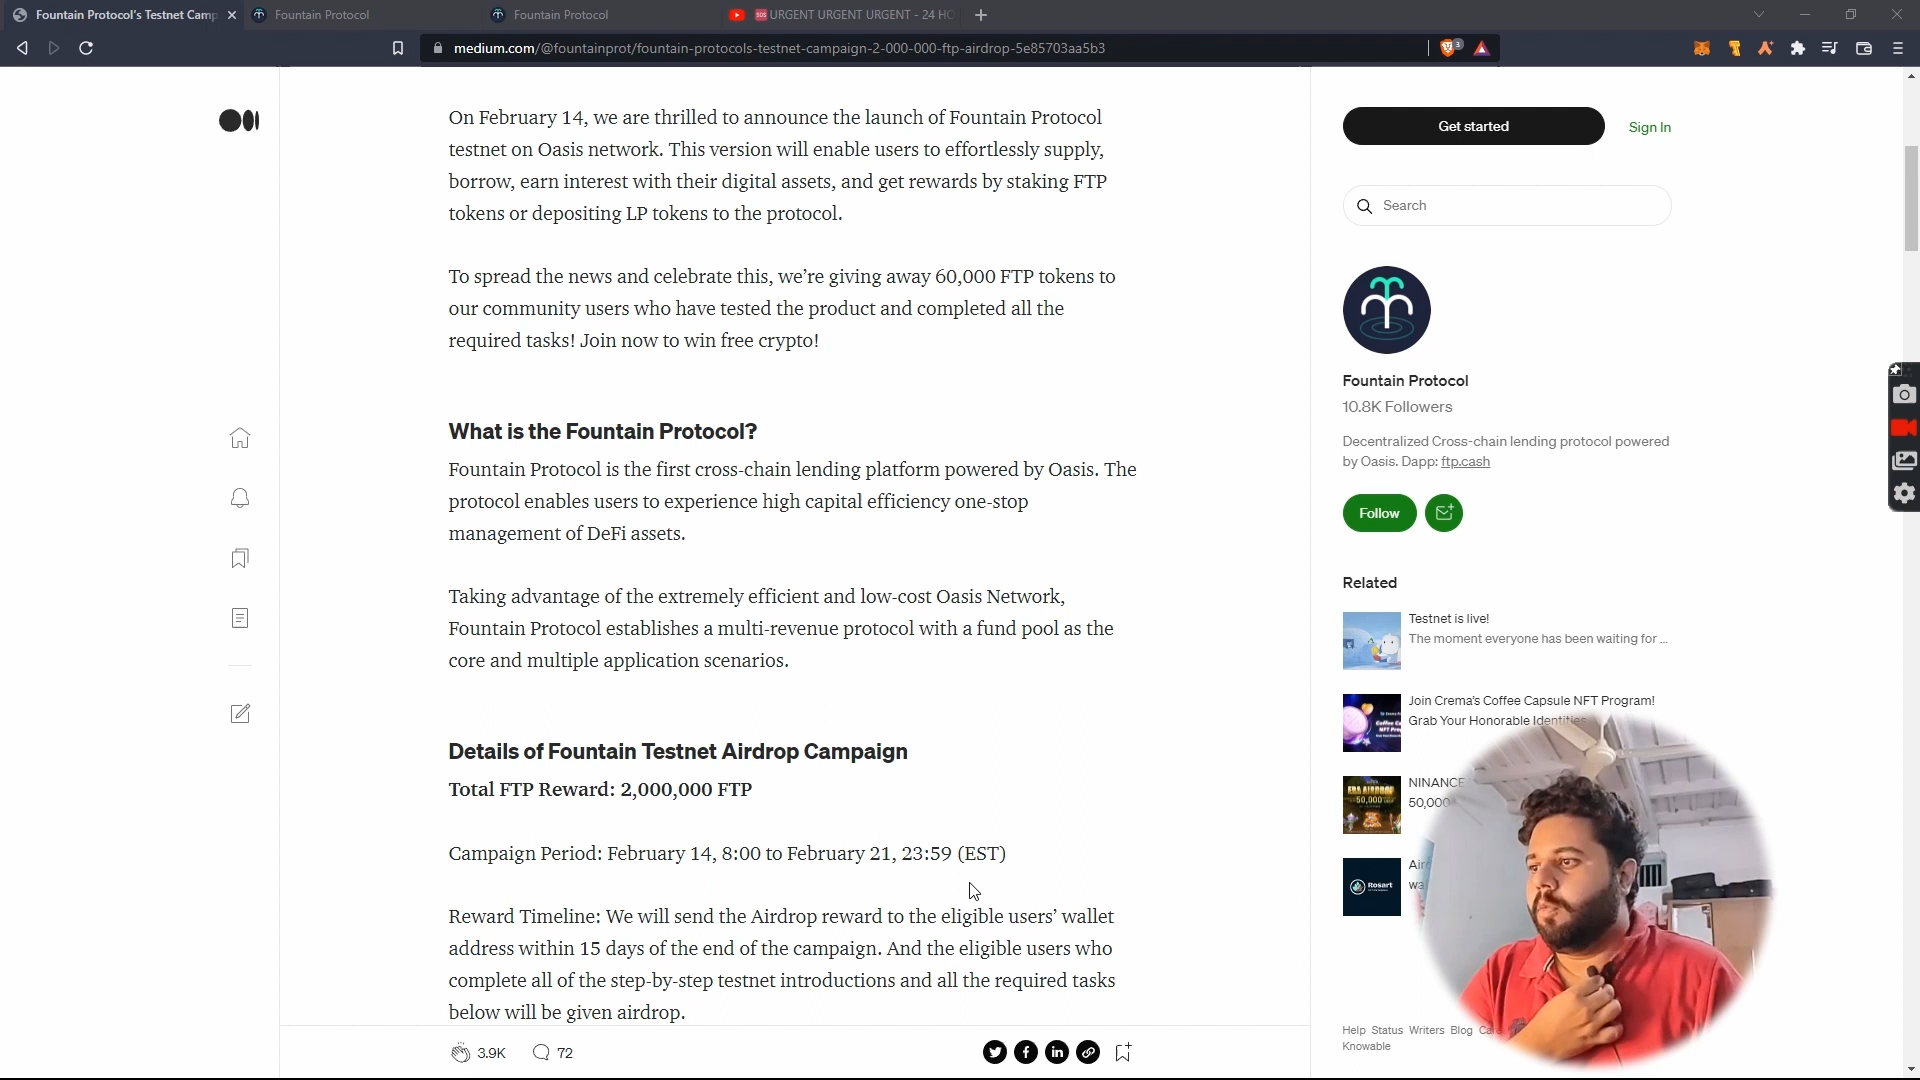 Fountain Protocol's Testnet Camp
Fountain Protocol
Fountain Protocol
SOS URGENT URGENT URGENT - 24 HO
medium.com/@fountainprot/fountain-protocols-testnet-campaign-2-000-000-ftp-airdrop-5e85703aa5b3
3
On February 14, we are thrilled to announce the launch of Fountain Protocol
testnet on Oasis network. This version will enable users to effortlessly supply,
borrow, earn interest with their digital assets, and get rewards by staking FTP
tokens or depositing LP tokens to the protocol.
To spread the news and celebrate this, we're giving away 60,000 FTP tokens to
our community users who have tested the product and completed all the
required tasks! Join now to win free crypto!
What is the Fountain Protocol?
Fountain Protocol is the first cross-chain lending platform powered by Oasis. The
protocol enables users to experience high capital efficiency one-stop
management of DeFi assets.
Taking advantage of the extremely efficient and low-cost Oasis Network,
Fountain Protocol establishes a multi-revenue protocol with a fund pool as the
core and multiple application scenarios.
Details of Fountain Testnet Airdrop Campaign
Total FTP Reward: 2,000,000 FTP
Campaign Period: February 14, 8:00 to February 21, 23:59 (EST)
Reward Timeline: We will send the Airdrop reward to the eligible users' wallet
address within 15 days of the end of the campaign. And the eligible users who
complete all of the step-by-step testnet introductions and all the required tasks
below will be given airdrop.
3.9K
72
Get started
Sign In
Search
Fountain Protocol
10.8K Followers
Decentralized Cross-chain lending protocol powered
by Oasis. Dapp: ftp.cash
Follow
Related
Testnet is live!
The moment everyone has been waiting for ...
Join Crema's Coffee Capsule NFT Program!
Grab Your Honorable Identities
NINANCE
50,000
Rosart
Help Status Writers Blog
Knowable